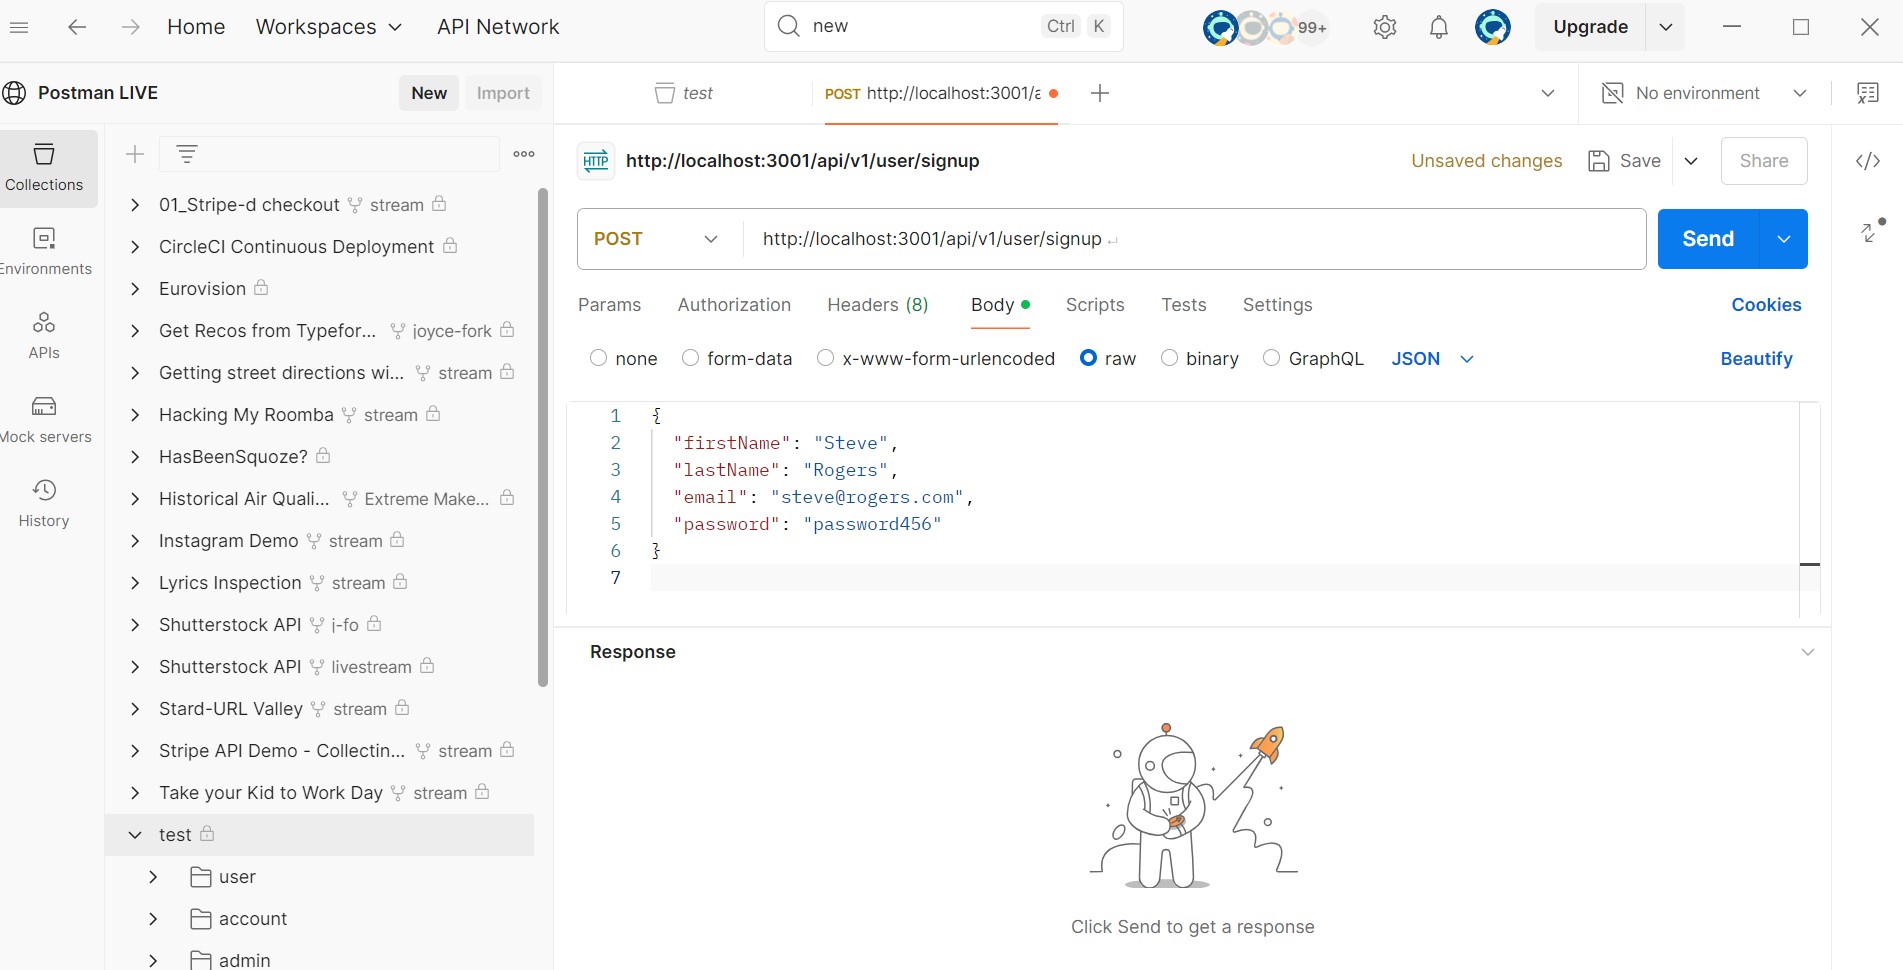 Home Workspaces API Network
new Ctrl K
99+
Upgrade
Postman LIVE
New Import
Collections
Environments
APIs
Mock servers
History
01_Stripe-d checkout stream
CircleCI Continuous Deployment
Eurovision
Get Recos from Typefor... joyce-fork
Getting street directions wi... stream
Hacking My Roomba stream
HasBeenSquoze?
Historical Air Quali... Extreme Make...
Instagram Demo stream
Lyrics Inspection stream
Shutterstock API j-fo
Shutterstock API livestream
Stard-URL Valley stream
Stripe API Demo - Collectin... stream
Take your Kid to Work Day stream
test
user
account
admin
test
POST http://localhost:3001/a
No environment
HTTP http://localhost:3001/api/v1/user/signup
Unsaved changes Save Share
POST http://localhost:3001/api/v1/user/signup
Send
Params Authorization Headers (8) Body Scripts Tests Settings Cookies
none form-data x-www-form-urlencoded raw binary GraphQL JSON Beautify
1 {
2 "firstName": "Steve",
3 "lastName": "Rogers",
4 "email": "steve@rogers.com",
5 "password": "password456"
6 }
7
Response
Click Send to get a response